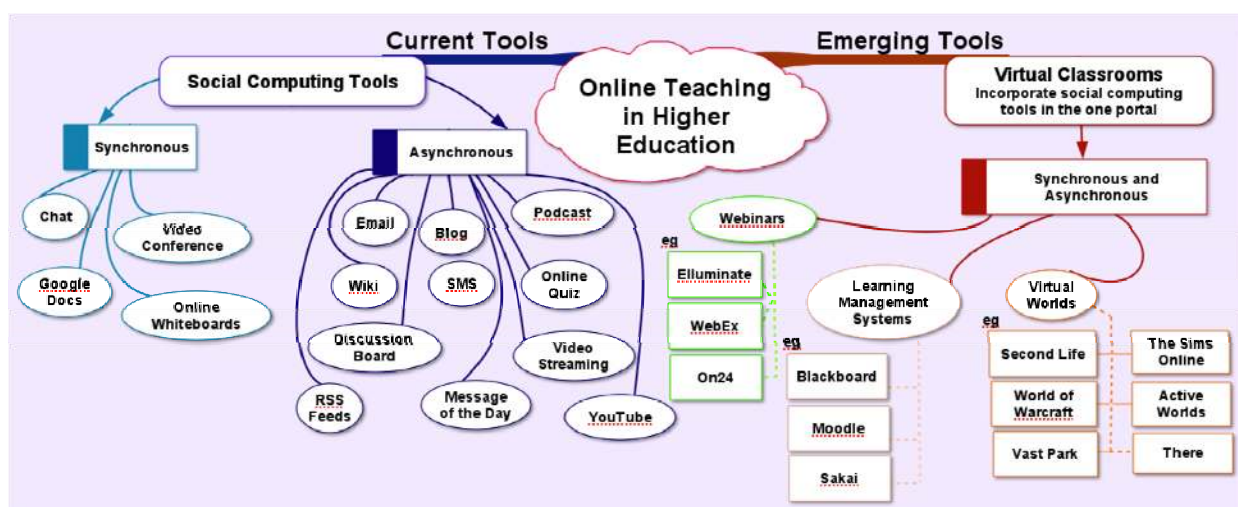 Current Tools
Emerging Tools
Online Teaching
in Higher
Education
Social Computing Tools
Synchronous
Chat
Video
Conference
Google
Docs
Online
Whiteboards
Asynchronous
Email
Blog
Podcast
Wiki
SMS
Online
Quiz
Discussion
Board
Video
Streaming
RSS
Feeds
Message
of the Day
YouTube
Virtual Classrooms
Incorporate social computing
tools in the one portal
Synchronous and
Asynchronous
Webinars
eg
Elluminate
WebEx
On24
Learning
Management
Systems
eg
Blackboard
Moodle
Sakai
Virtual
Worlds
eg
Second Life
The Sims
Online
World of
Warcraft
Active
Worlds
Vast Park
There